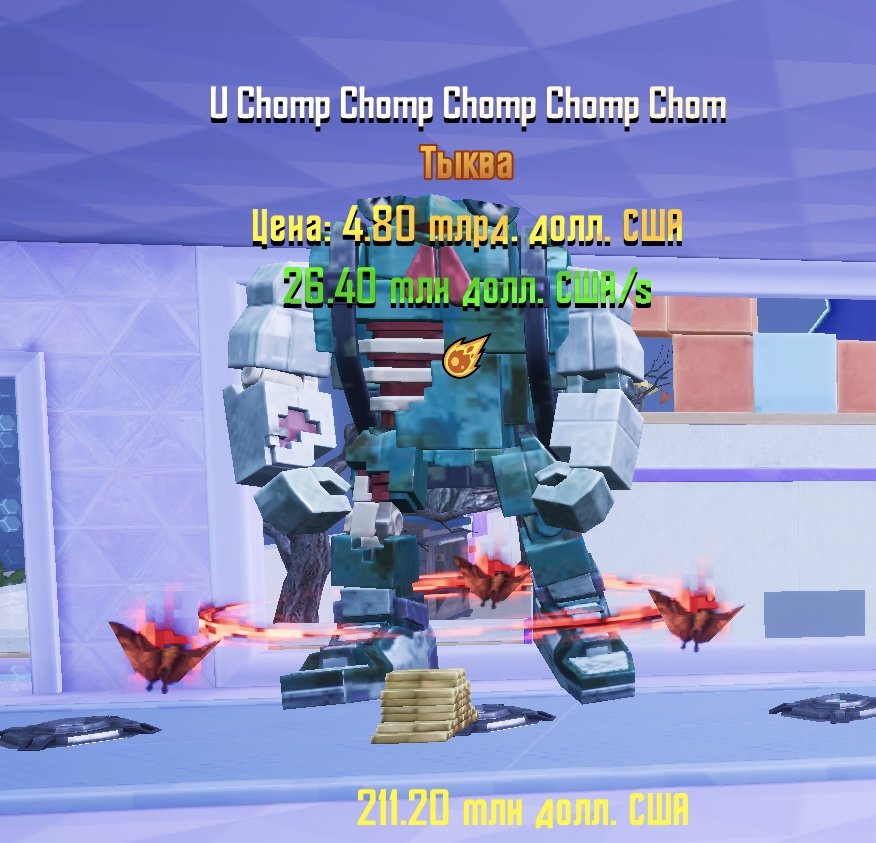 U Chomp Chomp Chomp Chomp Chom
Тыква
Цена: 4.80 млрд. долл. США
26.40 млн долл. США/s
211.20 млн долл. США